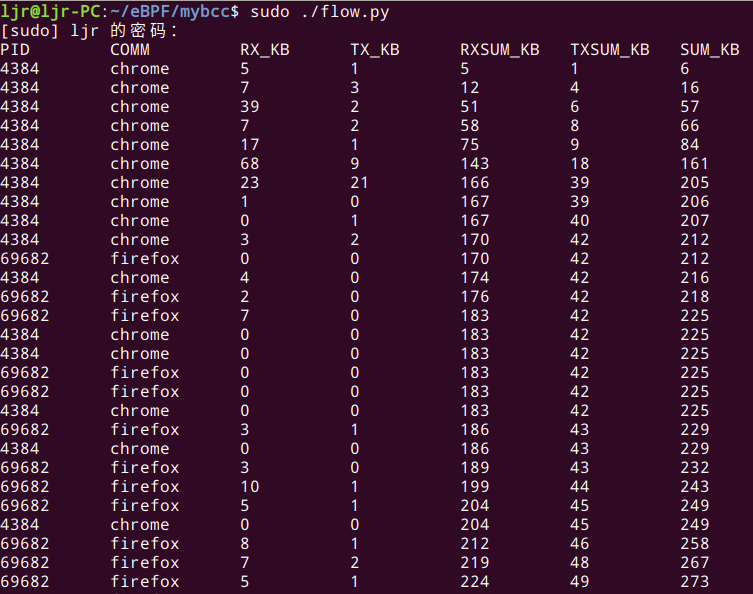 ljr@ljr-PC:~/eBPF/mybcc$ sudo ./flow.py
[sudo] ljr 的密码：
PID COMM RX_KB TX_KB RXSUM_KB TXSUM_KB SUM_KB
4384 chrome 5 1 5 1 6
4384 chrome 7 3 12 4 16
4384 chrome 39 2 51 6 57
4384 chrome 7 2 58 8 66
4384 chrome 17 1 75 9 84
4384 chrome 68 9 143 18 161
4384 chrome 23 21 166 39 205
4384 chrome 1 0 167 39 206
4384 chrome 0 1 167 40 207
4384 chrome 3 2 170 42 212
69682 firefox 0 0 170 42 212
4384 chrome 4 0 174 42 216
69682 firefox 2 0 176 42 218
69682 firefox 7 0 183 42 225
4384 chrome 0 0 183 42 225
4384 chrome 0 0 183 42 225
69682 firefox 0 0 183 42 225
69682 firefox 0 0 183 42 225
4384 chrome 0 0 183 42 225
69682 firefox 3 1 186 43 229
4384 chrome 0 0 186 43 229
69682 firefox 3 0 189 43 232
69682 firefox 10 1 199 44 243
69682 firefox 5 1 204 45 249
4384 chrome 0 0 204 45 249
69682 firefox 8 1 212 46 258
69682 firefox 7 2 219 48 267
69682 firefox 5 1 224 49 273